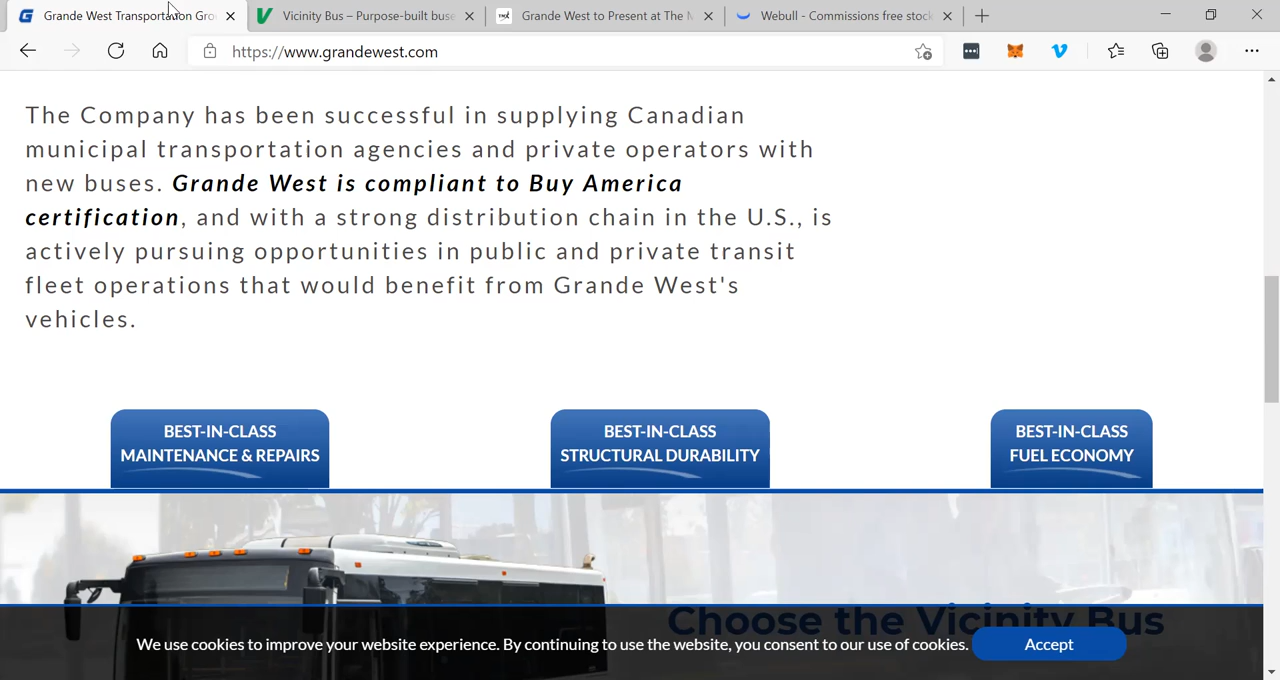 Grande West Transportation Gro
Vicinity Bus – Purpose-built buse
Grande West to Present at The M
Webull - Commissions free stock
https://www.grandewest.com
The Company has been successful in supplying Canadian
municipal transportation agencies and private operators with
new buses. Grande West is compliant to Buy America
certification, and with a strong distribution chain in the U.S., is
actively pursuing opportunities in public and private transit
fleet operations that would benefit from Grande West's
vehicles.
BEST-IN-CLASS
MAINTENANCE & REPAIRS
BEST-IN-CLASS
STRUCTURAL DURABILITY
BEST-IN-CLASS
FUEL ECONOMY
Choose the Vicinity Bus
We use cookies to improve your website experience. By continuing to use the website, you consent to our use of cookies.
Accept